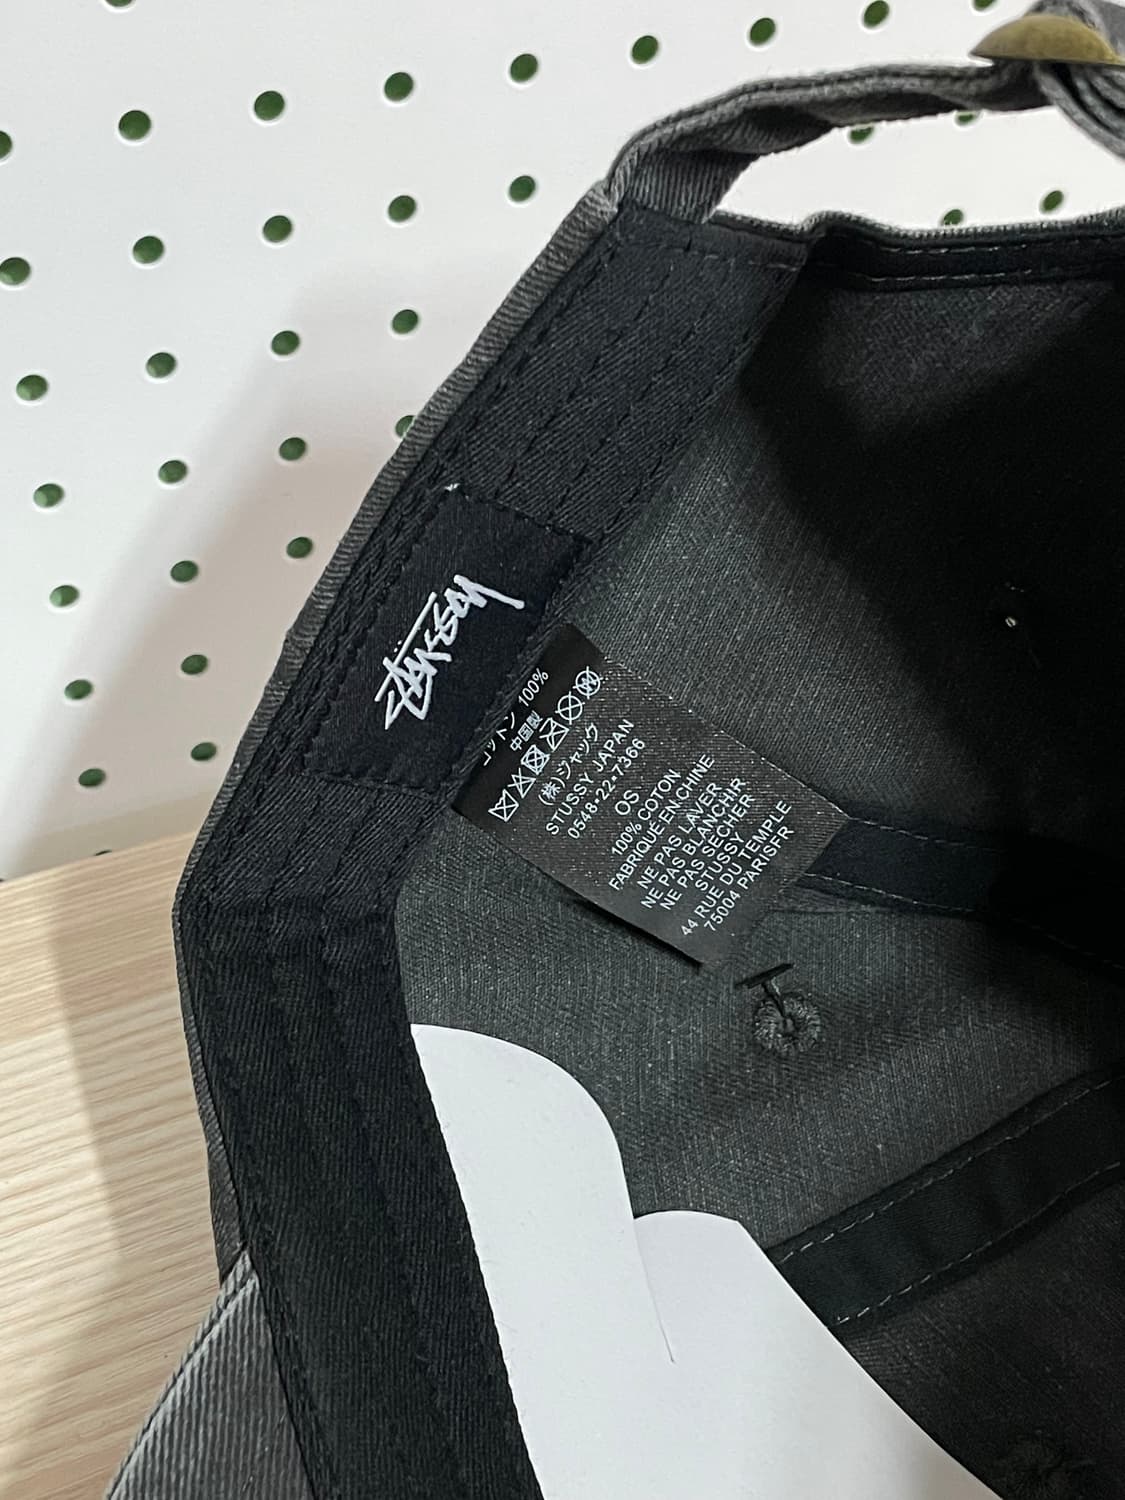 STÜSSY
コットン 100%
中国製
(株)ジャック
STUSSY JAPAN
0548・22・7366
OS
100% COTON
FABRIQUÉ EN CHINE
NE PAS LAVER
NE PAS BLANCHIR
NE PAS SECHER
STUSSY
44 RUE DU TEMPLE
75004 PARISFR